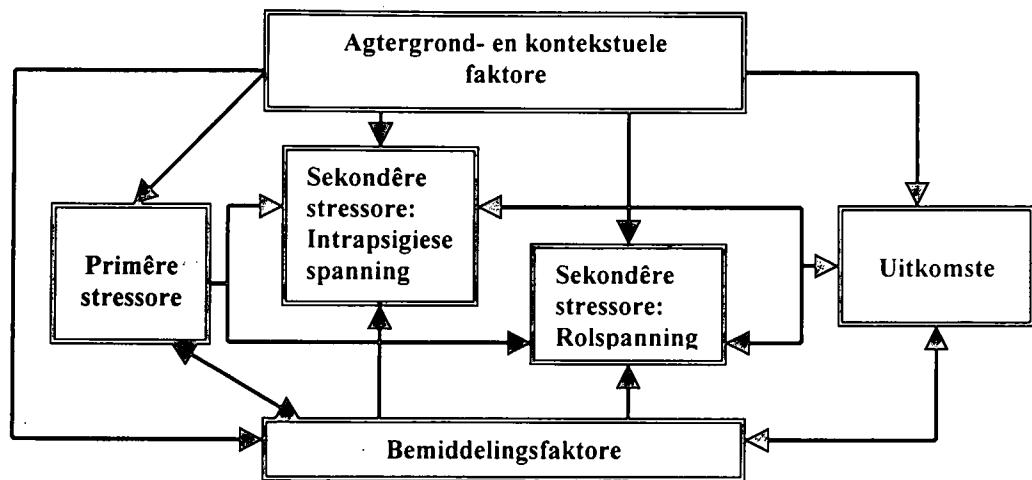 Agtergrond- en kontekstuele
faktore
Sekondêre
stressore:
Intrapsigiese
spanning
Primêre
stressore
Sekondêre
stressore:
Rolspanning
Uitkomste
Bemiddelingsfaktore